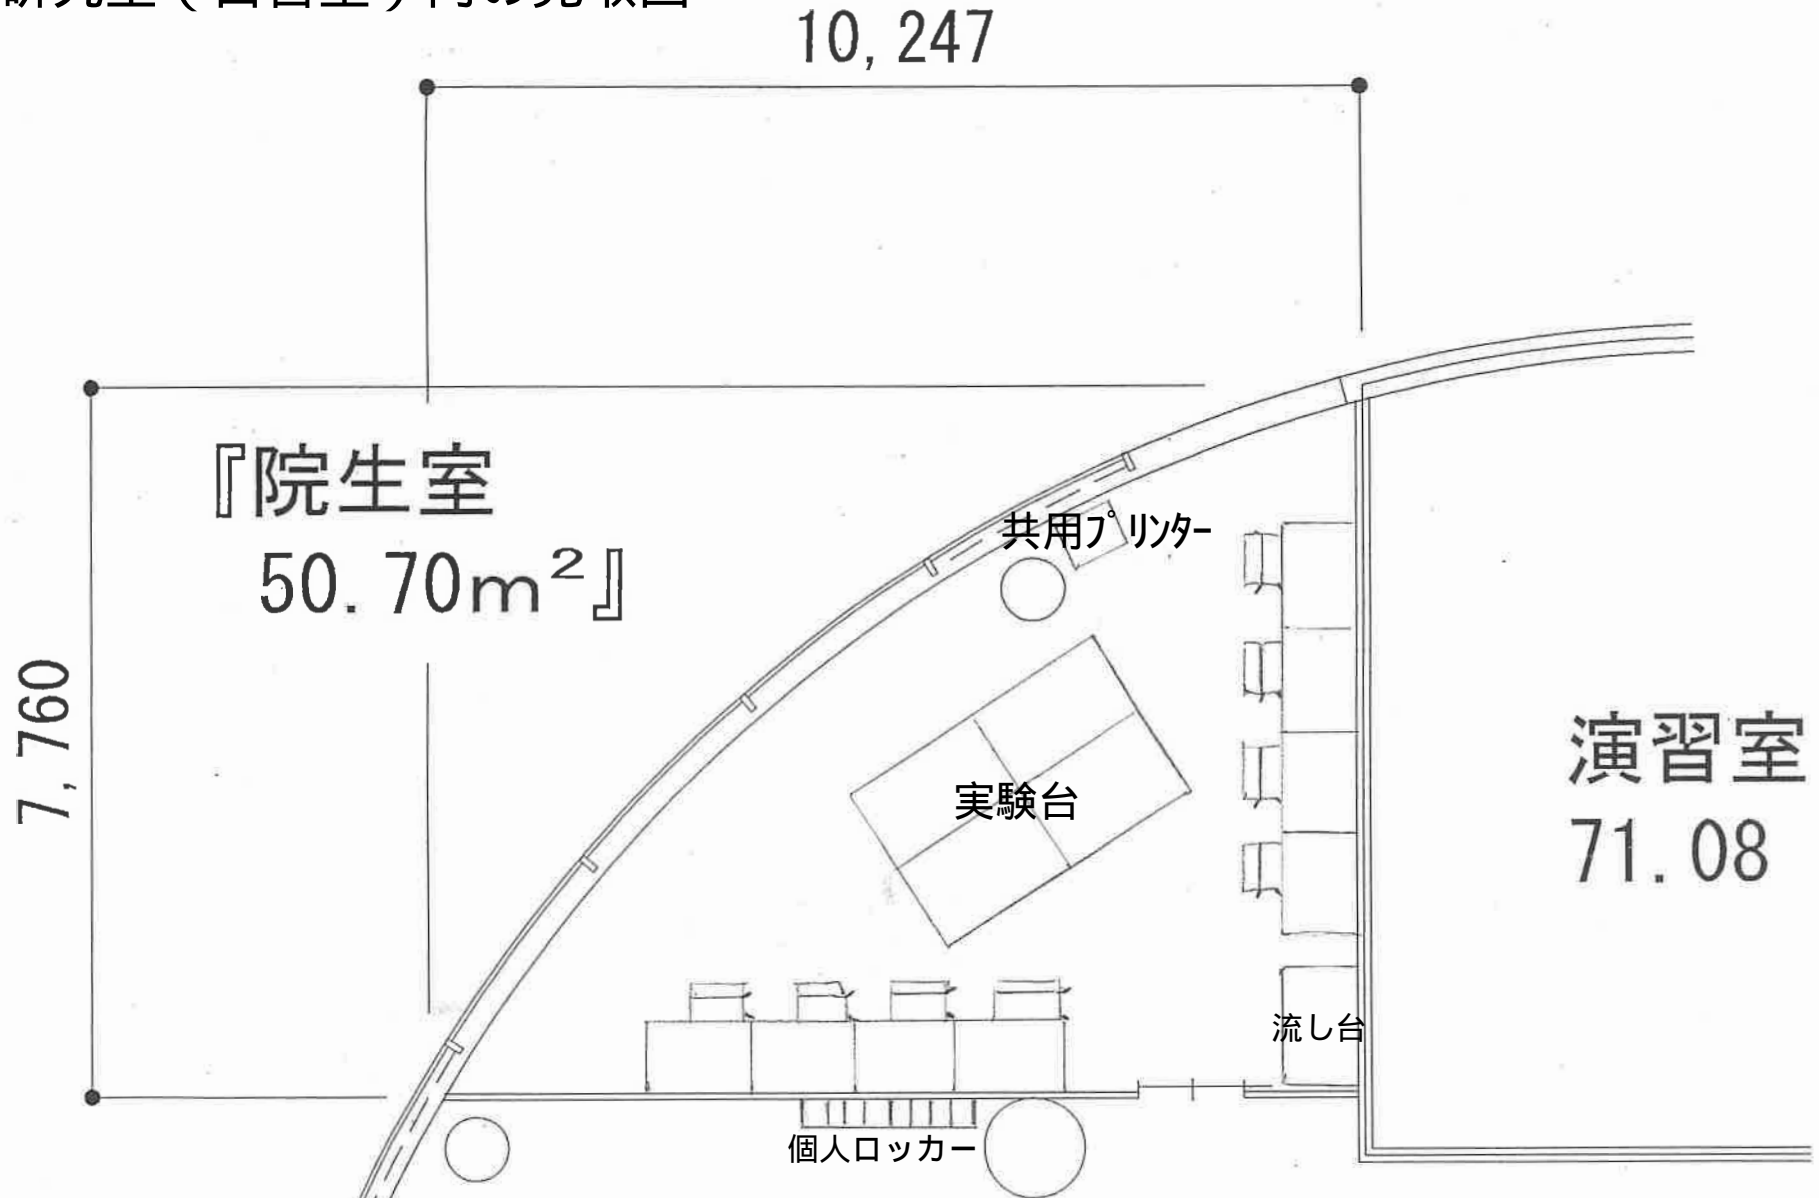 10,247
『院生室
50.70m²』
7,760
共用プリンター
実験台
演習室
71.08
流し台
個人ロッカー